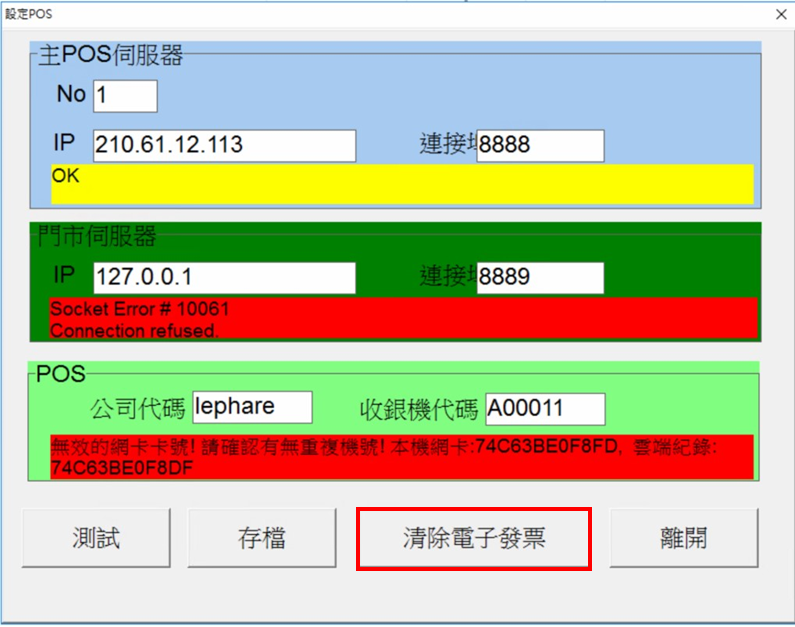 設定POS
主POS伺服器
No 1
IP 210.61.12.113 連接 8888
OK
門市伺服器
IP 127.0.0.1 連接 8889
Socket Error # 10061
Connection refused.
POS
公司代碼 lephare 收銀機代碼 A00011
無效的網卡卡號! 請確認有無重複機號! 本機網卡:74C63BE0F8FD, 雲端紀錄:
74C63BE0F8DF
測試 存檔 清除電子發票 離開